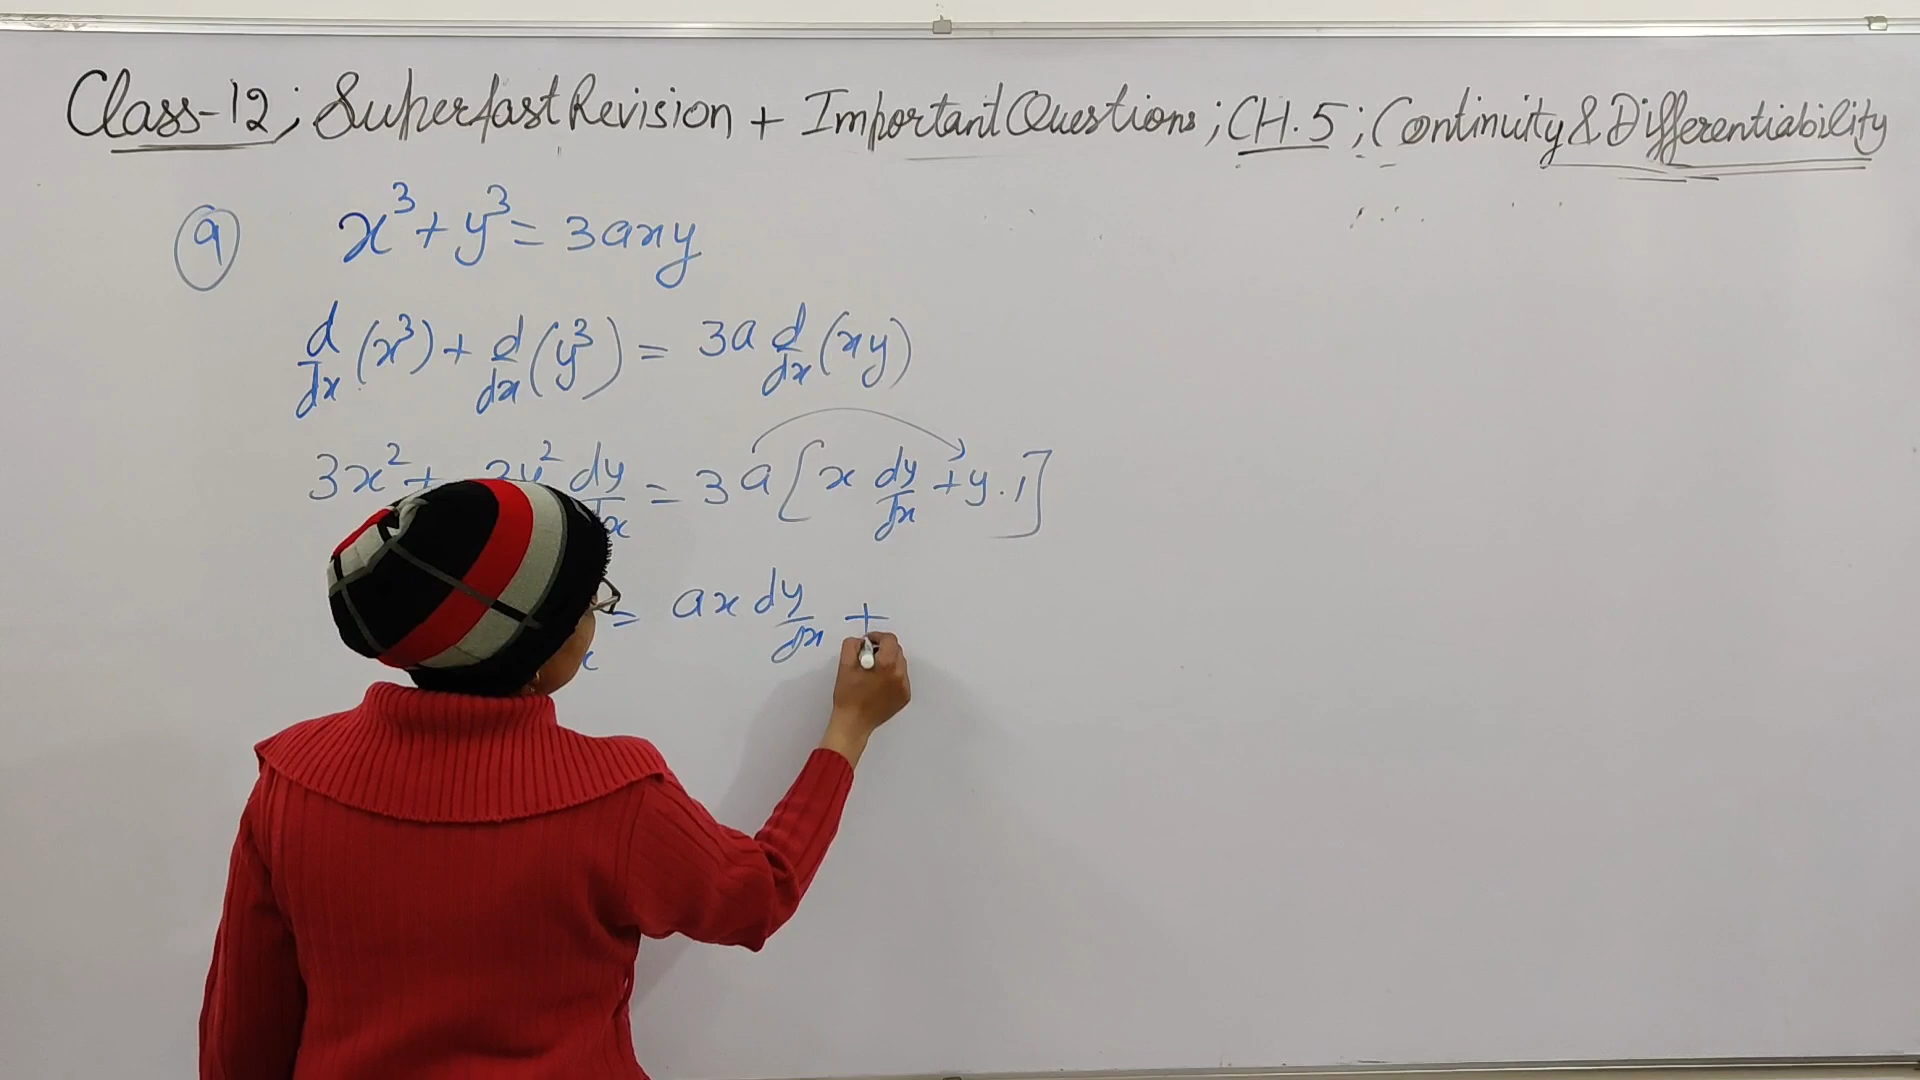 Class-12; Superfast Revision + Important Questions; CH.5; Continuity & Differentiability
9 x³ + y³ = 3axy
d/dx (x³) + d/dx (y³) = 3a d/dx (xy)
3x² + 3y² dy/dx = 3a [x dy/dx + y.1]
= ax dy/dx +